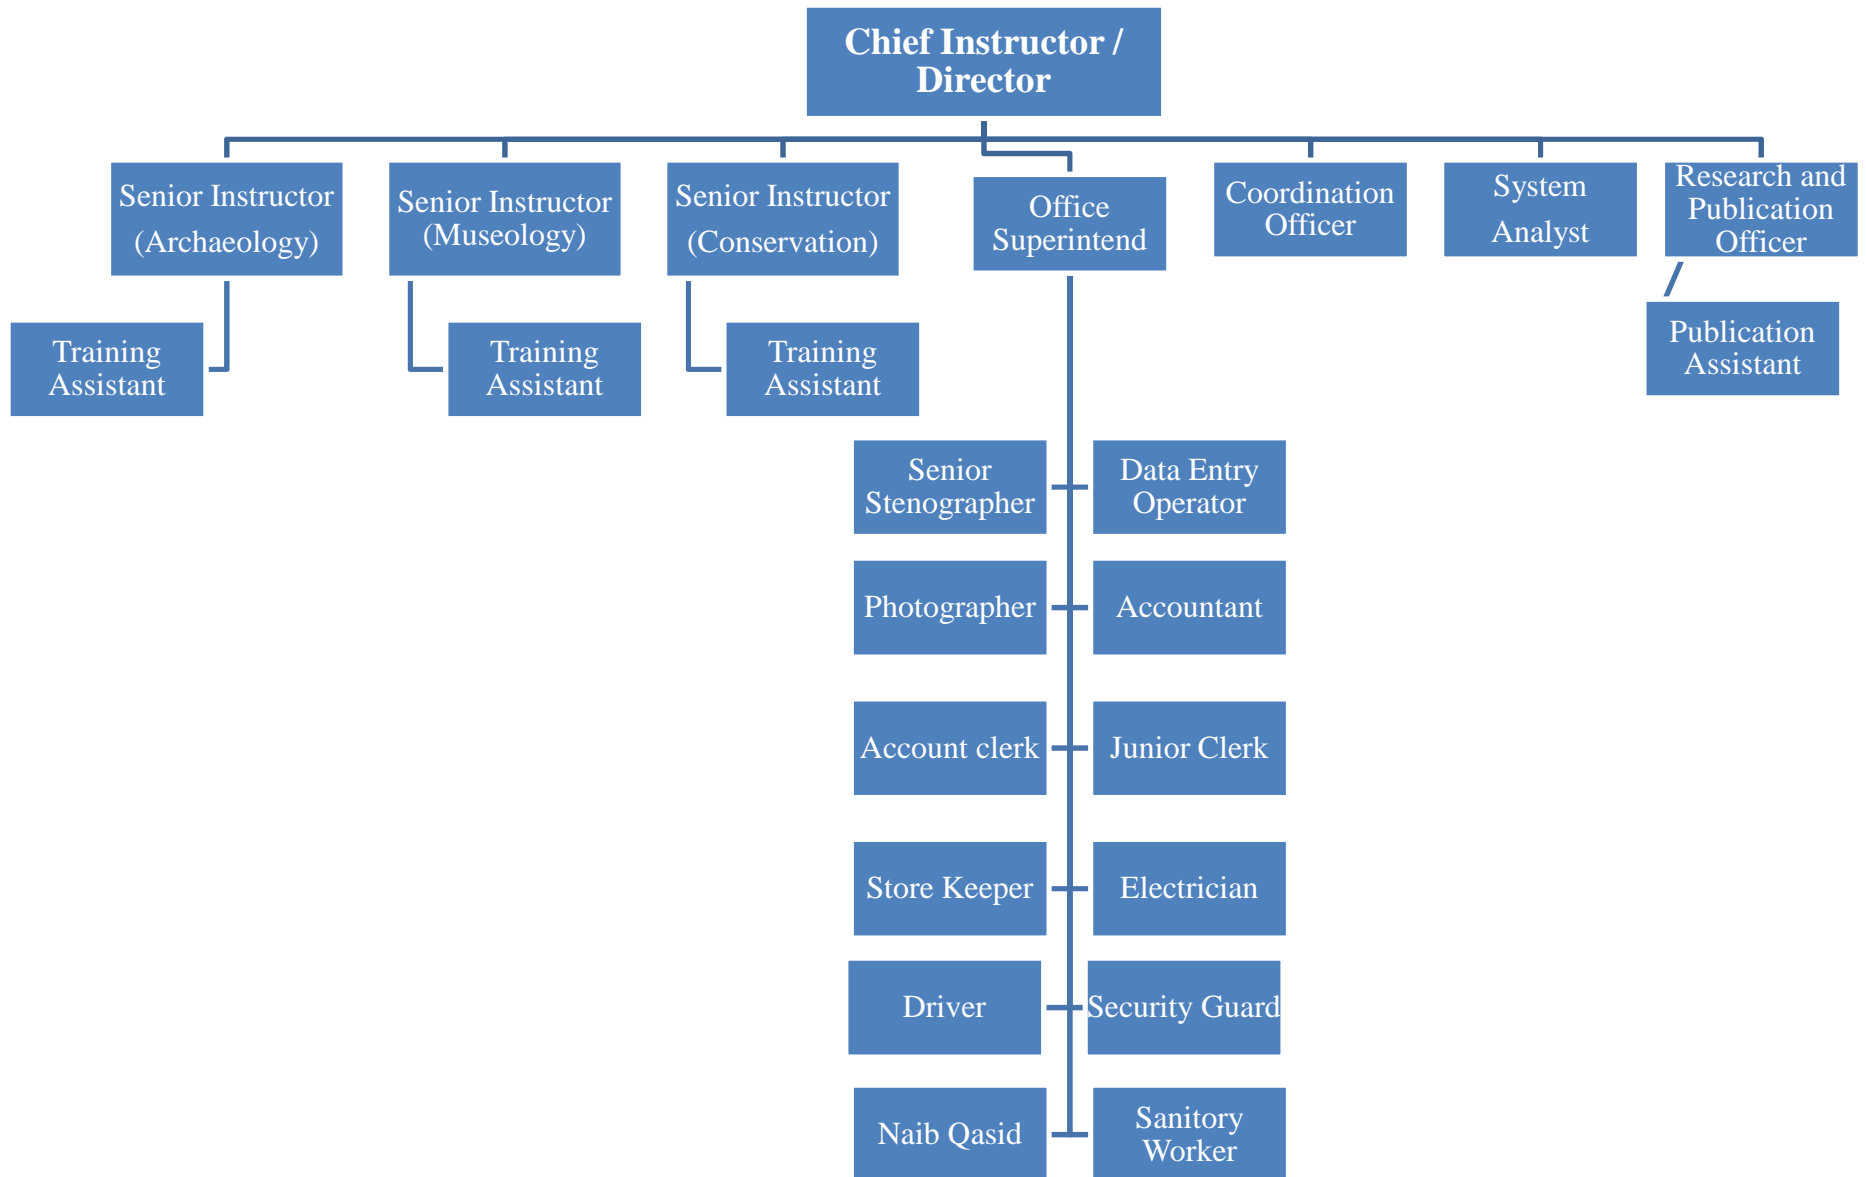 Chief Instructor /
Director
Senior Instructor
(Archaeology)
Senior Instructor
(Museology)
Senior Instructor
(Conservation)
Office
Superintend
Coordination
Officer
System
Analyst
Research and
Publication
Officer
Training
Assistant
Training
Assistant
Training
Assistant
Publication
Assistant
Senior
Stenographer
Data Entry
Operator
Photographer
Accountant
Account clerk
Junior Clerk
Store Keeper
Electrician
Driver
Security Guard
Naib Qasid
Sanitory
Worker